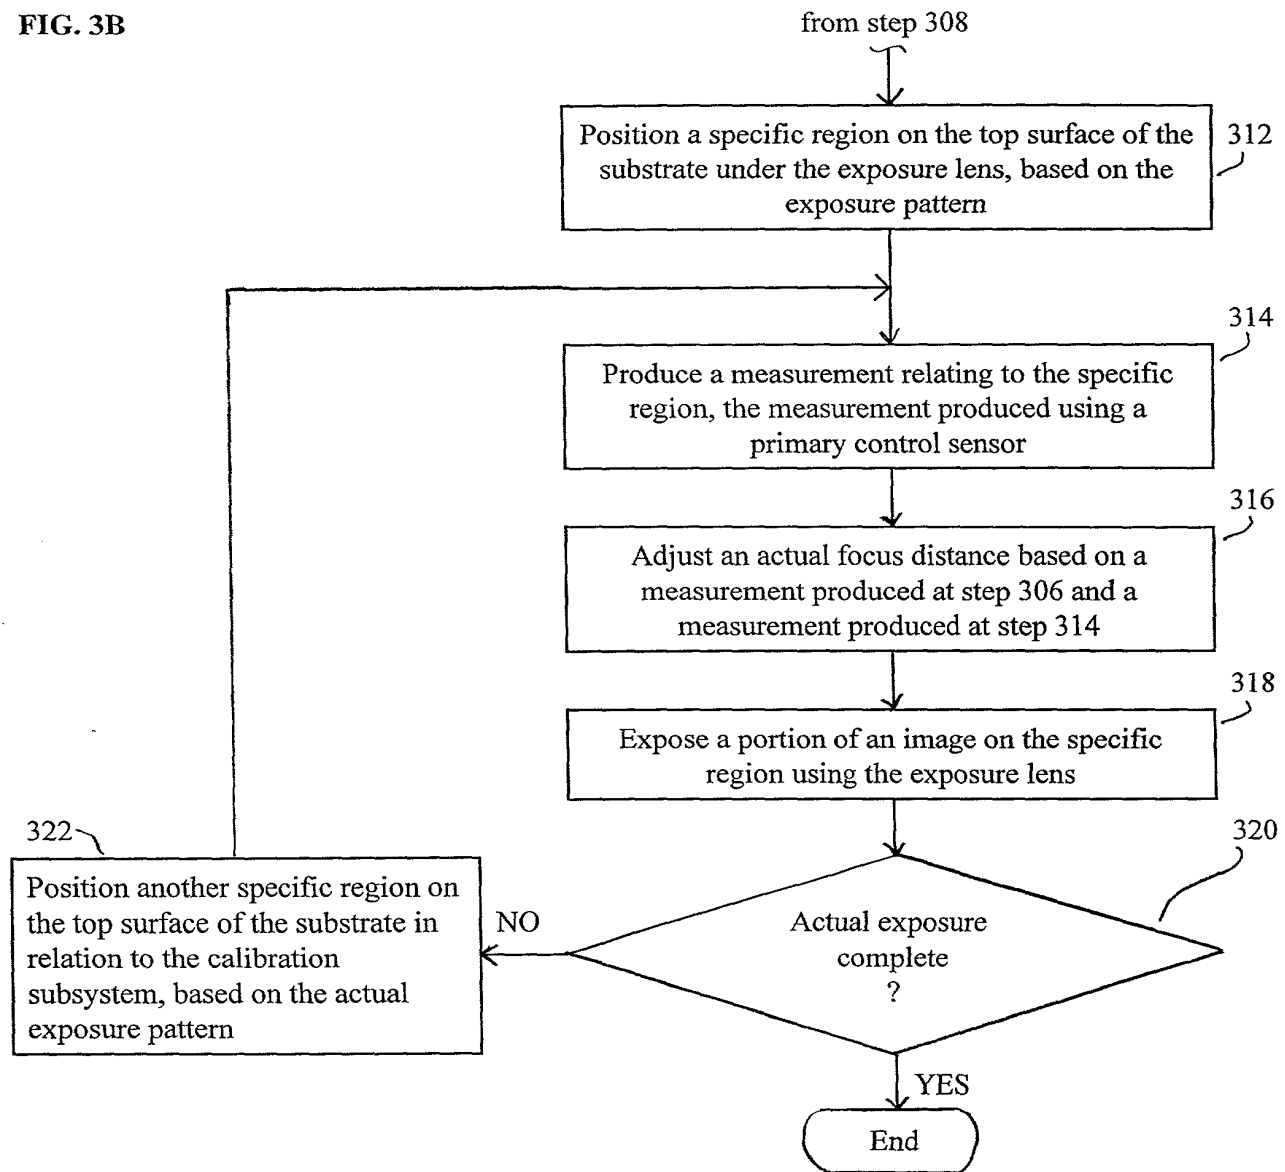 FIG. 3B
from step 308
Position a specific region on the top surface of the
substrate under the exposure lens, based on the
exposure pattern
312
314
Produce a measurement relating to the specific
region, the measurement produced using a
primary control sensor
316
Adjust an actual focus distance based on a
measurement produced at step 306 and a
measurement produced at step 314
318
Expose a portion of an image on the specific
region using the exposure lens
320
Actual exposure
complete
?
NO
322
Position another specific region on
the top surface of the substrate in
relation to the calibration
subsystem, based on the actual
exposure pattern
YES
End